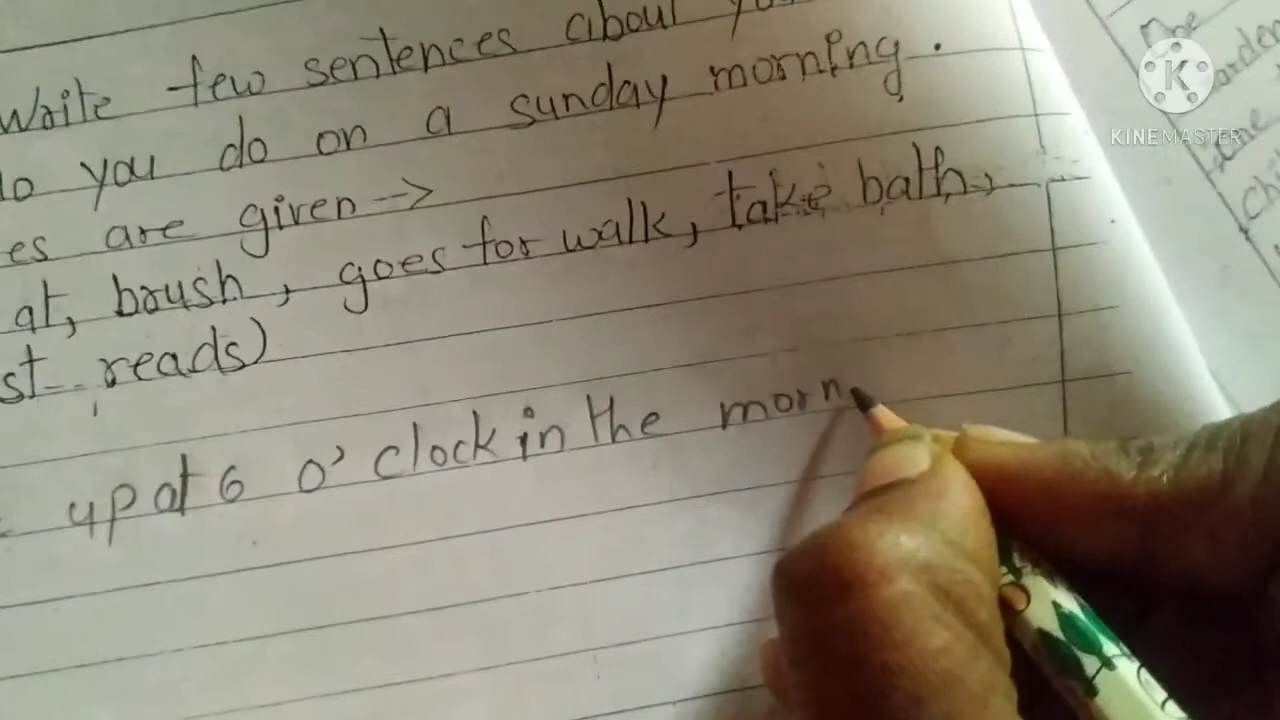 Write few sentences about
do you do on a sunday morning.
es are given →
at, brush, goes for walk, take bath,
st reads)
up at 6 o'clock in the morn
K
KINEMASTER
the